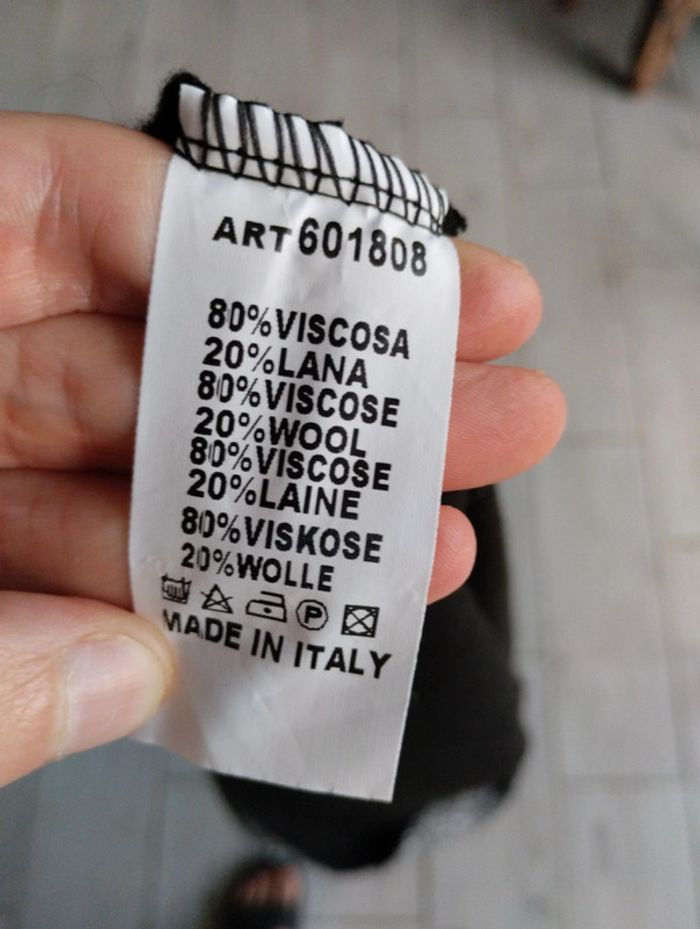 ART 601808
80%VISCOSA
20%LANA
80%VISCOSE
20%WOOL
80%VISCOSE
20%LAINE
80%VISKOSE
20%WOLLE
P
MADE IN ITALY